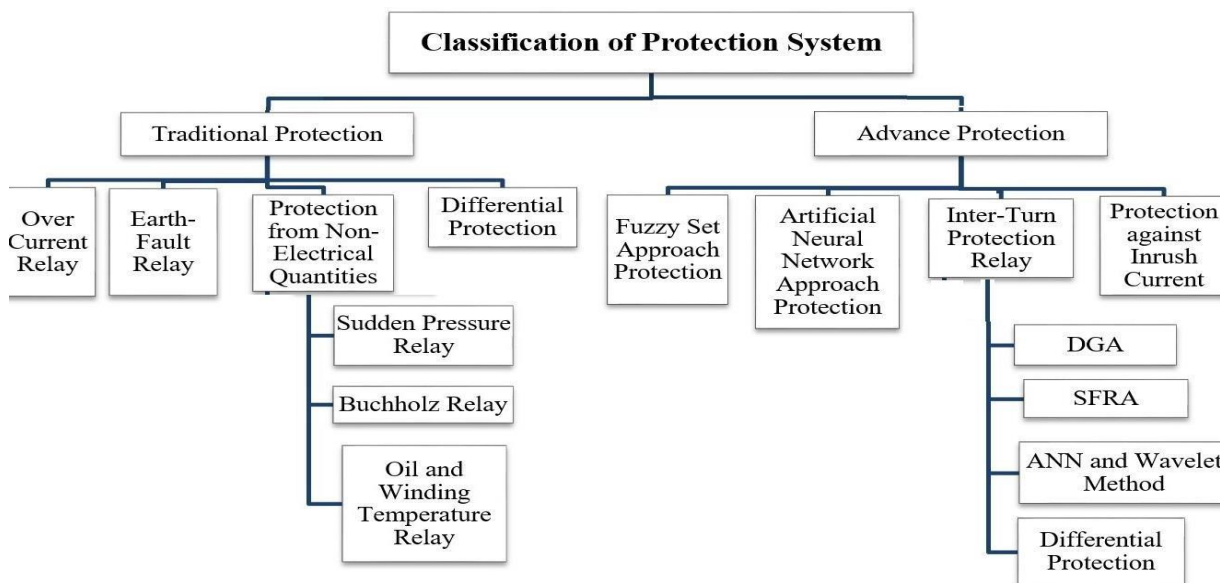 Classification of Protection System
Traditional Protection
Advance Protection
Over
Current
Relay
Earth-
Fault
Relay
Protection
from Non-
Electrical
Quantities
Differential
Protection
Fuzzy Set
Approach
Protection
Artificial
Neural
Network
Approach
Protection
Inter-Turn
Protection
Relay
Protection
against
Inrush
Current
Sudden Pressure
Relay
Buchholz Relay
Oil and
Winding
Temperature
Relay
DGA
SFRA
ANN and Wavelet
Method
Differential
Protection